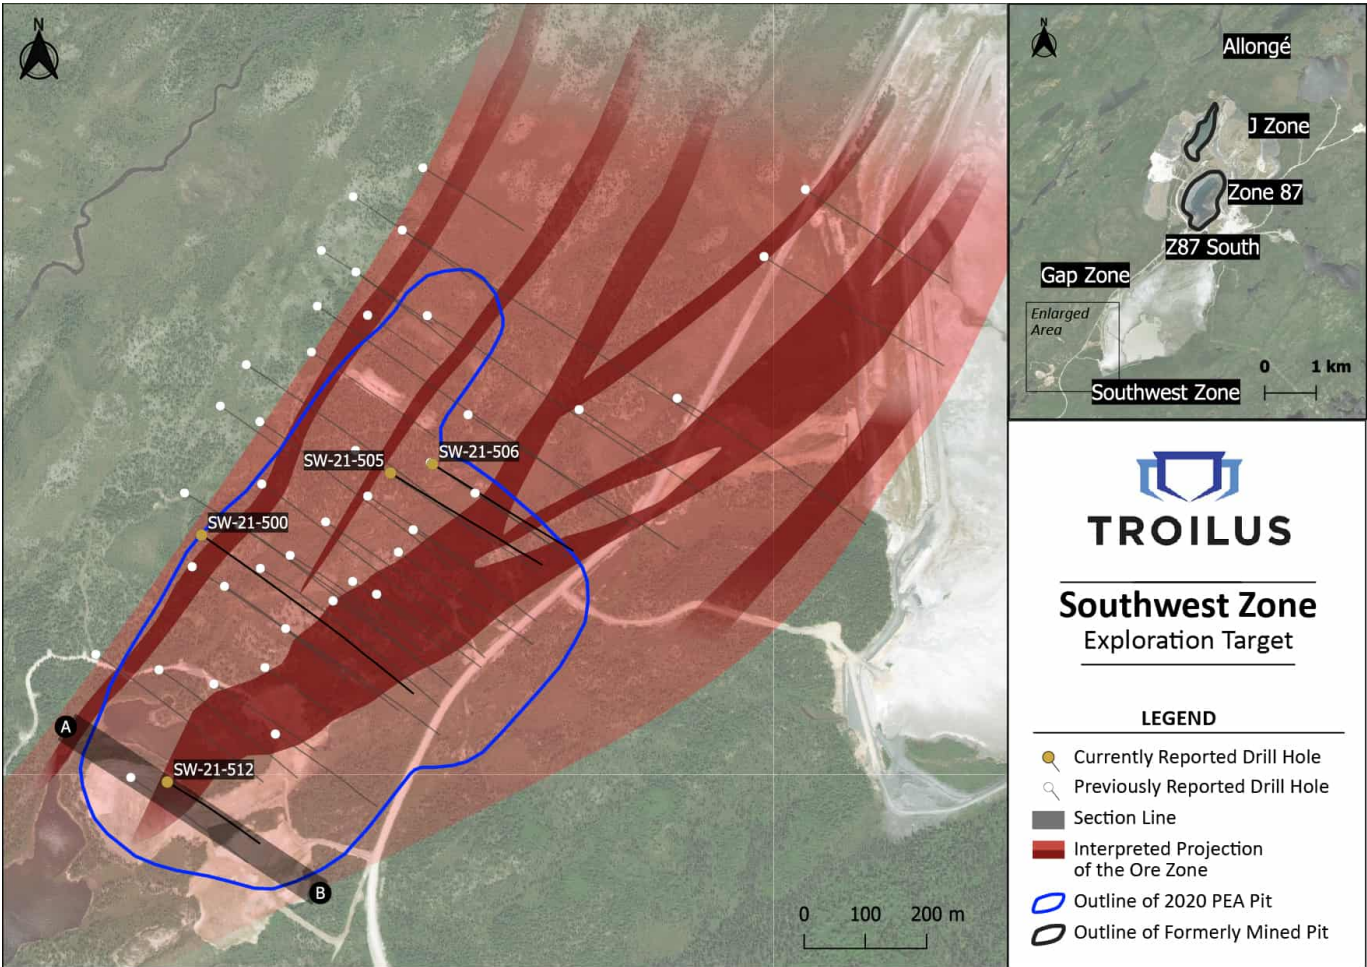 N
SW-21-505
SW-21-506
SW-21-500
A
SW-21-512
B
0 100 200 m
N
Allongé
J Zone
Zone 87
Z87 South
Gap Zone
Enlarged
Area
0 1 km
Southwest Zone
TROILUS
Southwest Zone
Exploration Target
LEGEND
Currently Reported Drill Hole
Previously Reported Drill Hole
Section Line
Interpreted Projection
of the Ore Zone
Outline of 2020 PEA Pit
Outline of Formerly Mined Pit